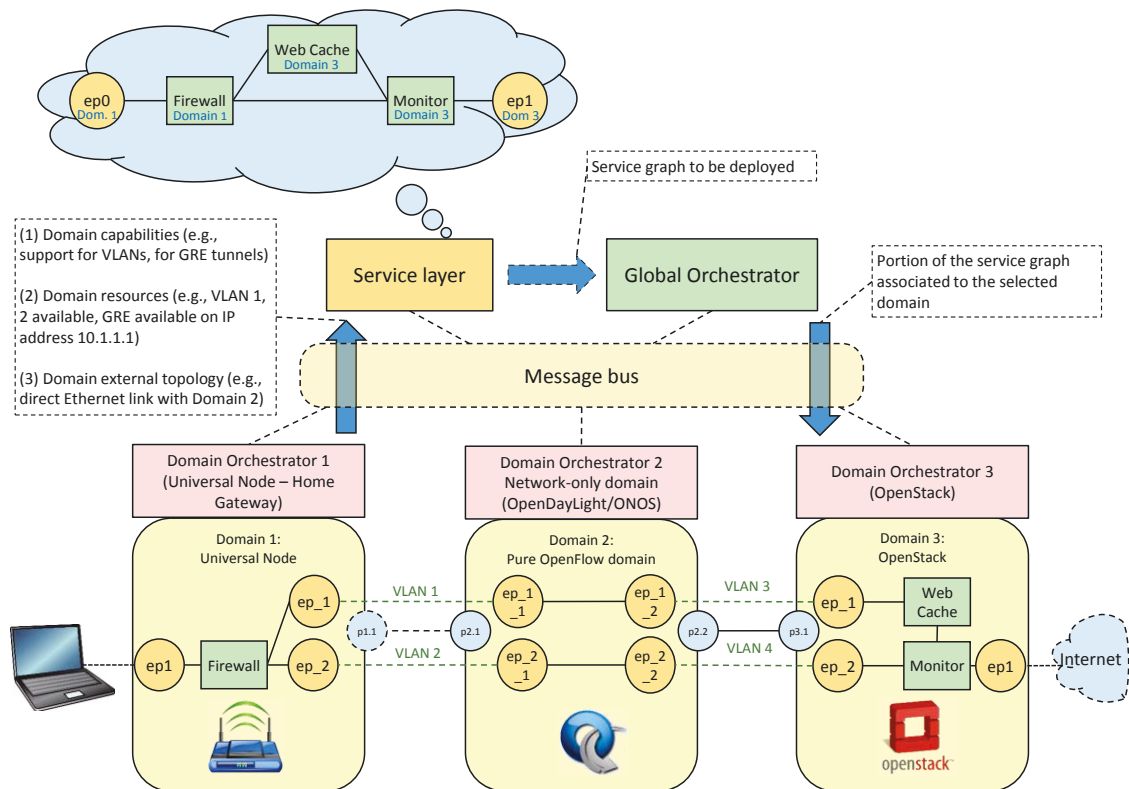 Web Cache
Domain 3
ep0
Dom. 1
Firewall
Domain 1
Monitor
Domain 3
ep1
Dom 3
Service graph to be deployed
(1) Domain capabilities (e.g.,
support for VLANs, for GRE tunnels)
(2) Domain resources (e.g., VLAN 1,
2 available, GRE available on IP
address 10.1.1.1)
(3) Domain external topology (e.g.,
direct Ethernet link with Domain 2)
Service layer
Global Orchestrator
Portion of the service graph
associated to the selected
domain
Message bus
Domain Orchestrator 1
(Universal Node – Home
Gateway)
Domain Orchestrator 2
Network-only domain
(OpenDayLight/ONOS)
Domain Orchestrator 3
(OpenStack)
Domain 1:
Universal Node
Domain 2:
Pure OpenFlow domain
Domain 3:
OpenStack
ep_1
VLAN 1
ep_1
_1
ep_1
_2
VLAN 3
ep_1
Web
Cache
p1.1
p2.1
p2.2
p3.1
ep1
Firewall
ep_2
VLAN 2
ep_2
_1
ep_2
_2
VLAN 4
ep_2
Monitor
ep1
Internet
openstack